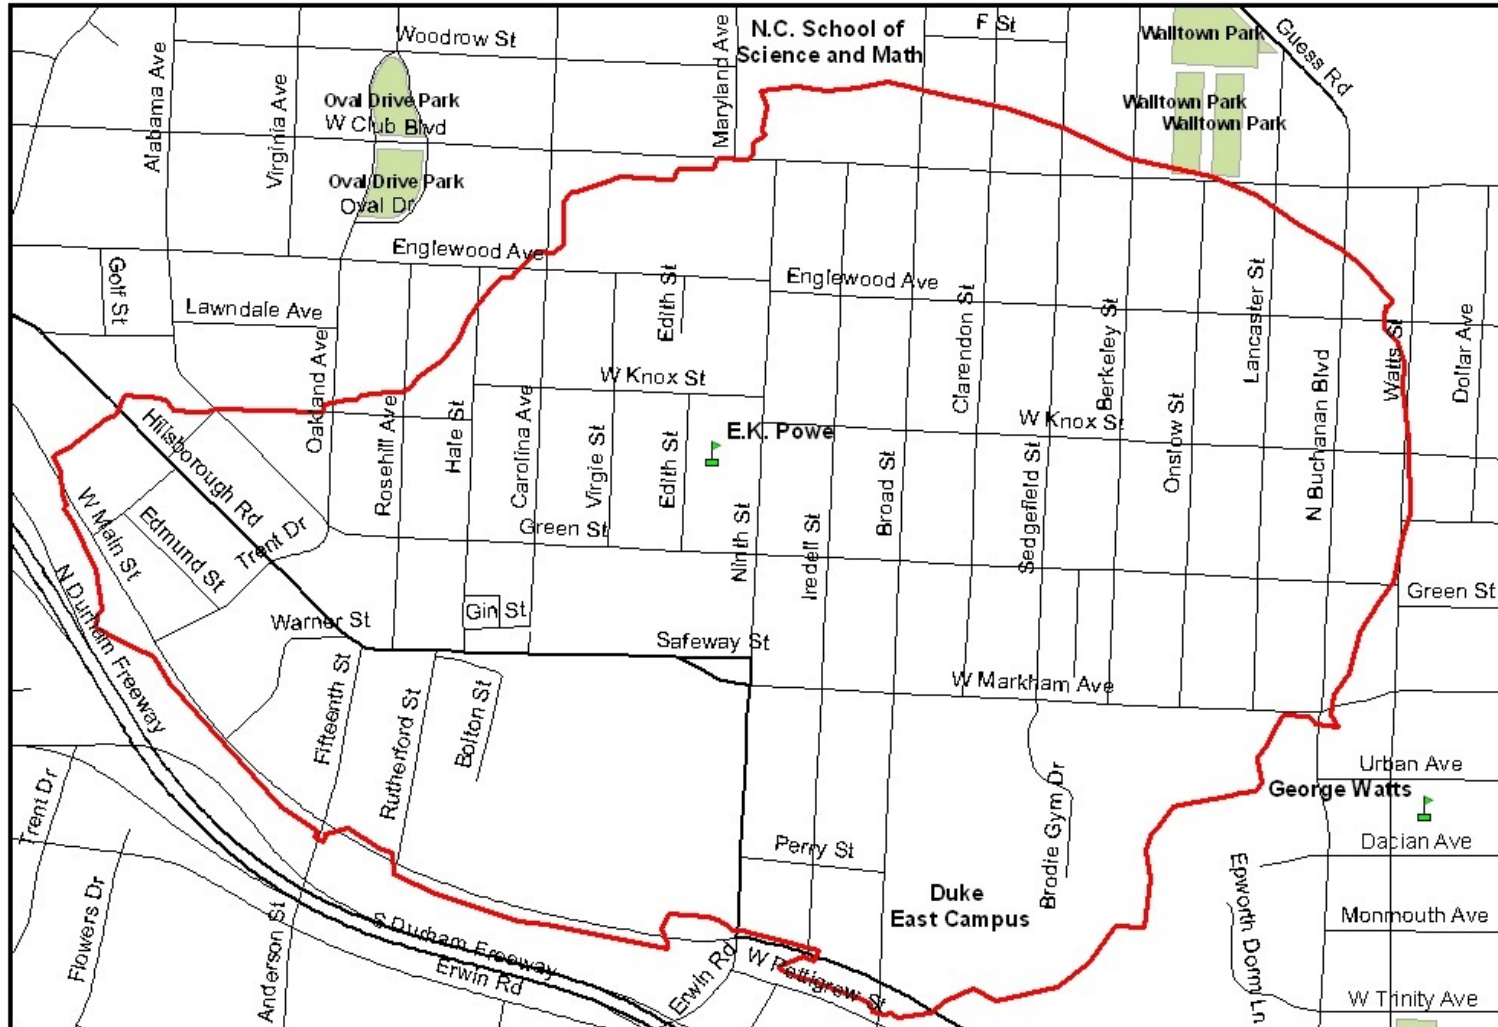 Woodrow St
N.C. School of
Science and Math
F St
Walltown Park
Guess Rd
Alabama Ave
Virginia Ave
Oval Drive Park
W Club Blvd
Maryland Ave
Walltown Park
Walltown Park
Oval Drive Park
Oval Dr
Englewood Ave
Englewood Ave
Golf St
Lawndale Ave
Edith St
Clarendon St
Berkeley St
Lancaster St
Watts St
Dollar Ave
Oakland Ave
W Knox St
W Knox St
Hillsborough Rd
Rosehill Ave
Hale St
Carolina Ave
Virgie St
Edith St
E.K. Powe
Broad St
Sedgefield St
Onslow St
N Buchanan Blvd
W Main St
Edmund St
Trent Dr
Green St
Ninth St
Iredell St
Green St
N Durham Freeway
Warner St
Gin St
Safeway St
W Markham Ave
Fifteenth St
Rutherford St
Bolton St
Urban Ave
George Watts
Trent Dr
Brodie Gym Dr
Dacian Ave
Perry St
Duke
East Campus
Epworth Dorm Ln
Monmouth Ave
Flowers Dr
Anderson St
S Durham Freeway
Erwin Rd
Erwin Rd
W Pettigrew St
W Trinity Ave